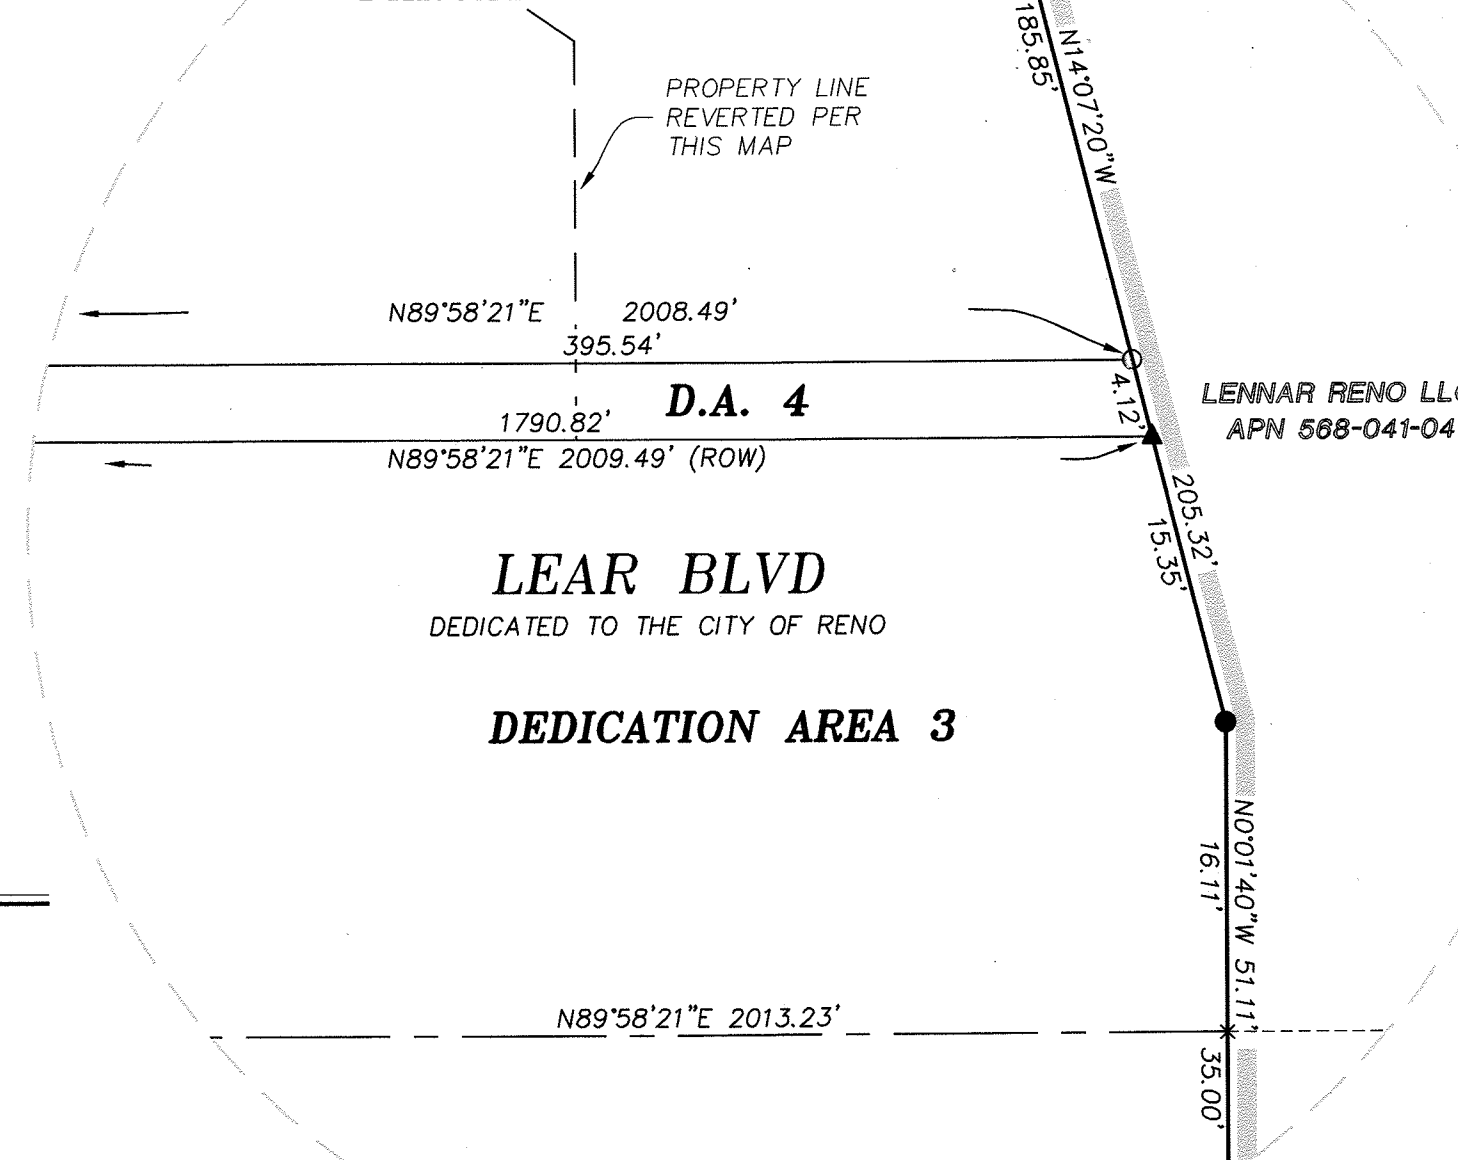 185.85'
N14°07'20"W
PROPERTY LINE
REVERTED PER
THIS MAP
N89°58'21"E 2008.49'
395.54'
D.A. 4
4.12'
LENNAR RENO
APN 568-041-04
1790.82'
N89°58'21"E 2009.49' (ROW)
205.32'
15.35'
LEAR BLVD
DEDICATED TO THE CITY OF RENO
DEDICATION AREA 3
N0°01'40"W 51.11'
16.11'
N89°58'21"E 2013.23'
35.00'